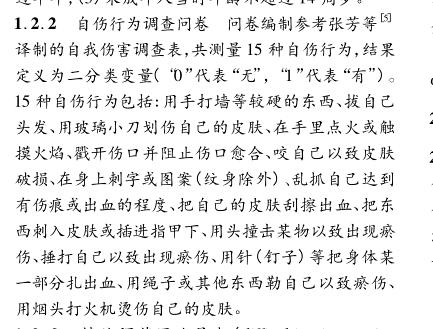 1.2.2 自伤行为调查问卷 问卷编制参考张芳等[5]
译制的自我伤害调查表,共测量15种自伤行为,结果
定义为二分类变量(“0”代表“无”,“1”代表“有”)。
15种自伤行为包括:用手打墙等较硬的东西、拔自己
头发、用玻璃小刀划伤自己的皮肤、在手里点火或触
摸火焰、戳开伤口并阻止伤口愈合、咬自己以致皮肤
破损、在身上刺字或图案(纹身除外)、乱抓自己达到
有伤痕或出血的程度、把自己的皮肤刮擦出血、把东
西刺入皮肤或插进指甲下、用头撞击某物以致出现瘀
伤、捶打自己以致出现瘀伤、用针(钉子)等把身体某
一部分扎出血、用绳子或其他东西勒自己以致瘀伤、
用烟头打火机烫伤自己的皮肤。